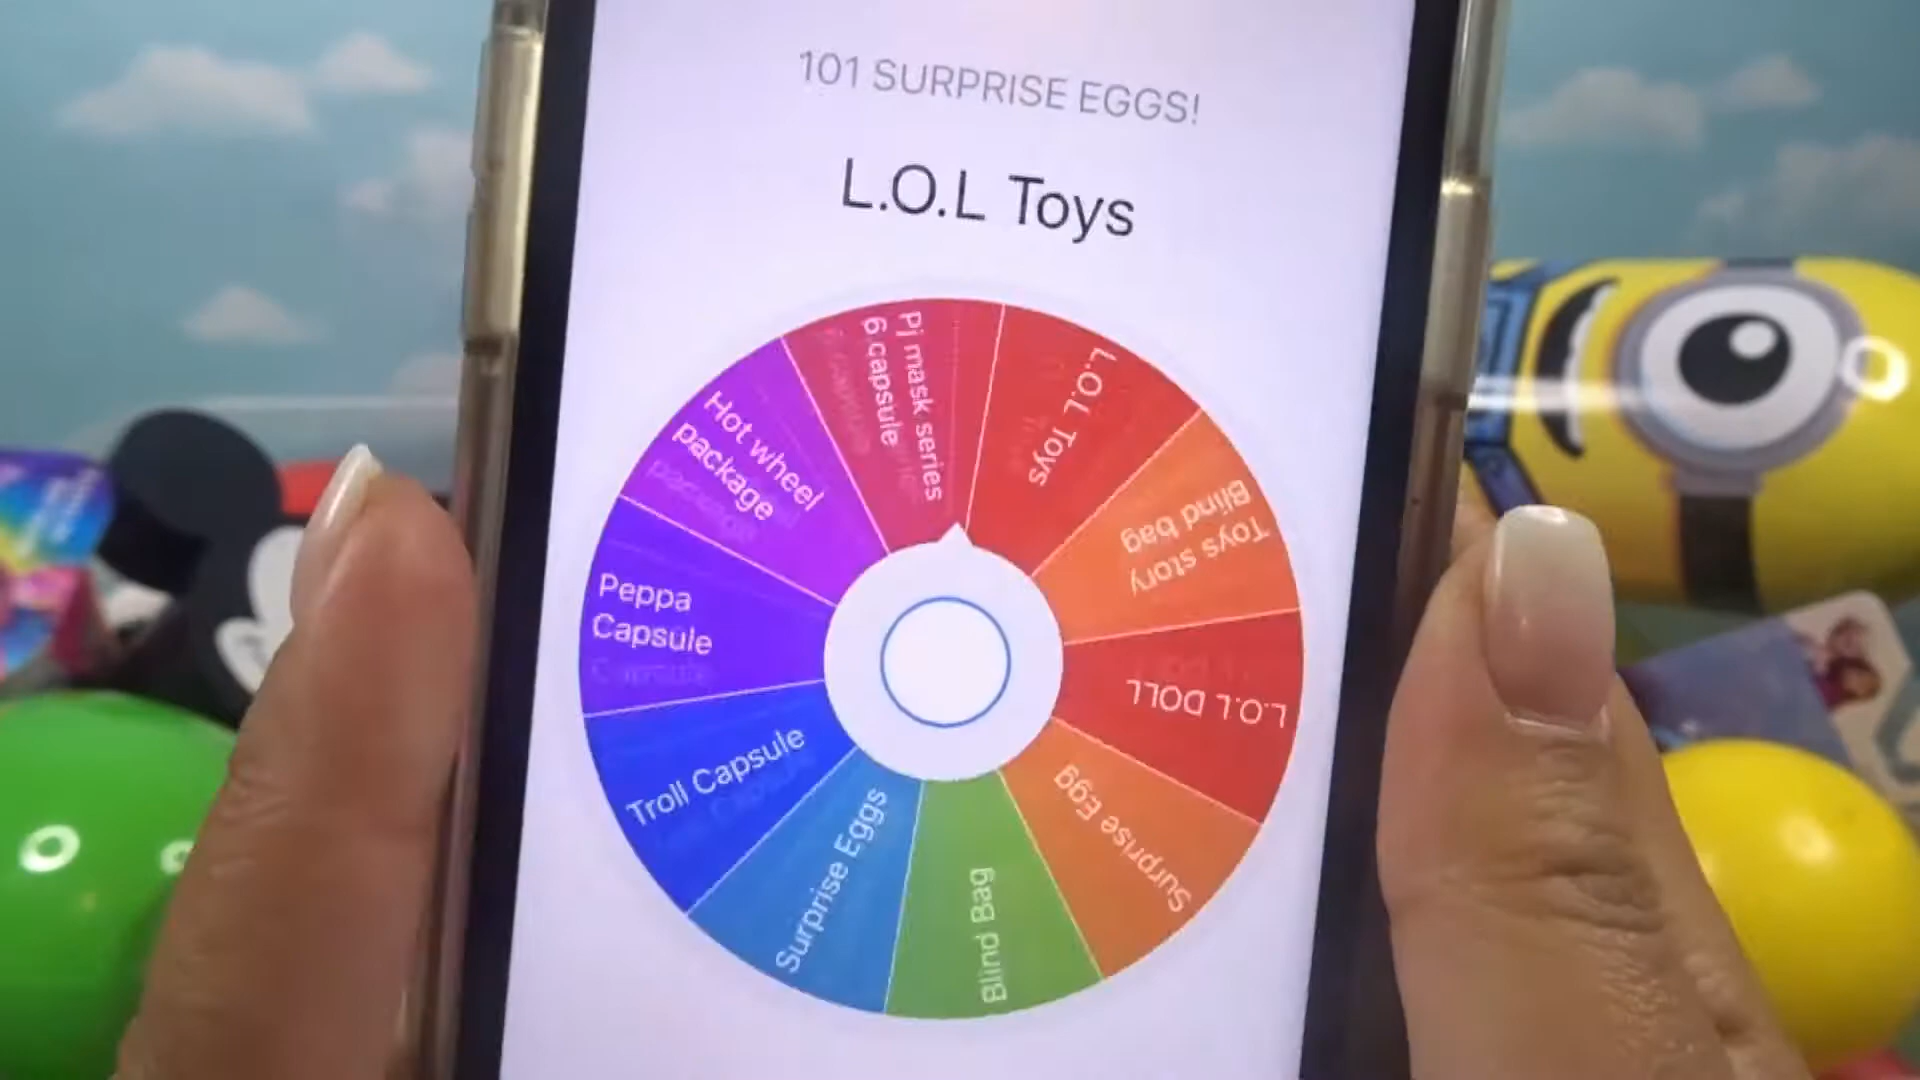 101 SURPRISE EGGS!
L.O.L Toys
Pj mask series
6 capsule
L.O.L Toys
Toys story
Blind bag
L.O.L DOLL
Surprise Egg
Blind Bag
Surprise Eggs
Troll Capsule
Peppa
Capsule
Hot wheel
package